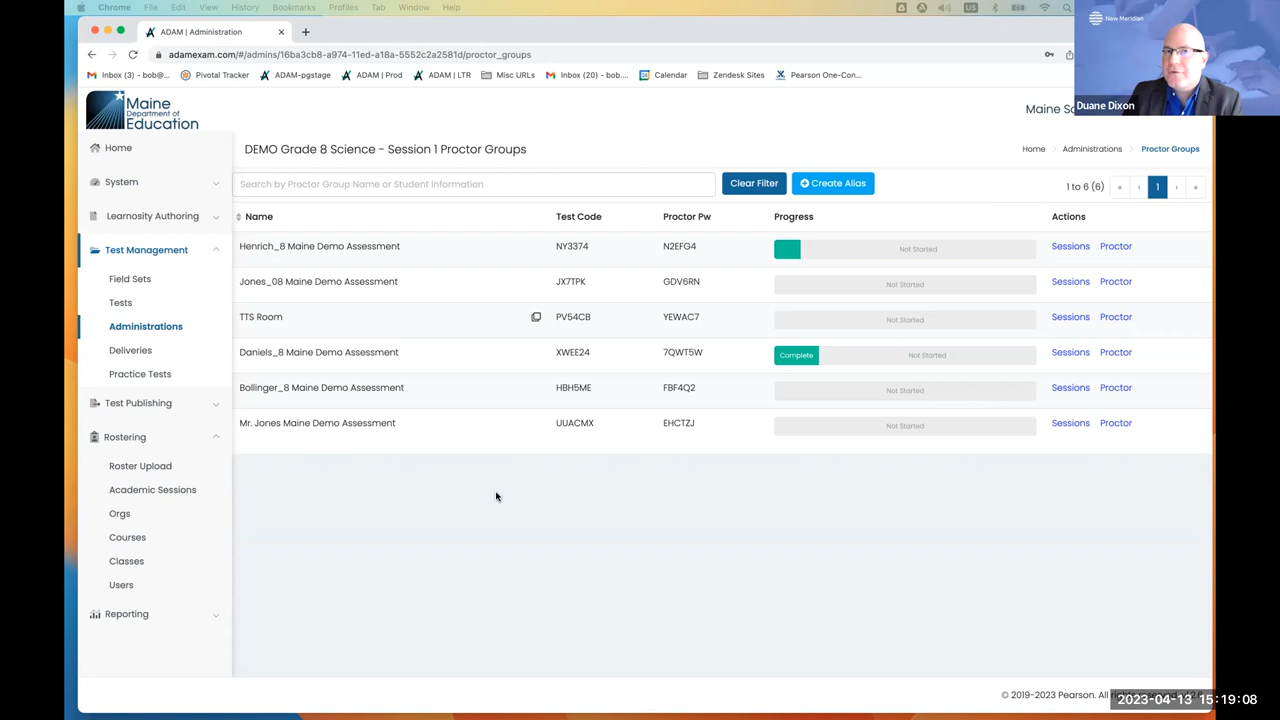 Chrome File Edit View History Bookmarks Profiles Tab Window Help US
ADAM | Administration
adamexam.com/#/admins/16ba3cb8-a974-11ed-a18a-5552c2a2581d/proctor_groups
Inbox (3) - bob@... Pivotal Tracker ADAM-pgstage ADAM | Prod ADAM | LTR Misc URLs Inbox (20) - bob.... Calendar Zendesk Sites Pearson One-Con...
New Meridian
Duane Dixon
Maine
Department of
Education
Maine Sc
Home
System
Learnosity Authoring
Test Management
Field Sets
Tests
Administrations
Deliveries
Practice Tests
Test Publishing
Rostering
Roster Upload
Academic Sessions
Orgs
Courses
Classes
Users
Reporting
DEMO Grade 8 Science - Session 1 Proctor Groups
Home > Administrations > Proctor Groups
Search by Proctor Group Name or Student Information Clear Filter Create Alias 1 to 6 (6) « ‹ 1 › »
Name Test Code Proctor Pw Progress Actions
Henrich_8 Maine Demo Assessment NY3374 N2EFG4 Not Started Sessions Proctor
Jones_08 Maine Demo Assessment JX7TPK GDV6RN Not Started Sessions Proctor
TTS Room PV54CB YEWAC7 Not Started Sessions Proctor
Daniels_8 Maine Demo Assessment XWEE24 7QWT5W Complete Not Started Sessions Proctor
Bollinger_8 Maine Demo Assessment HBH5ME FBF4Q2 Not Started Sessions Proctor
Mr. Jones Maine Demo Assessment UUACMX EHCTZJ Not Started Sessions Proctor
© 2019-2023 Pearson. All
2023-04-13 15:19:08